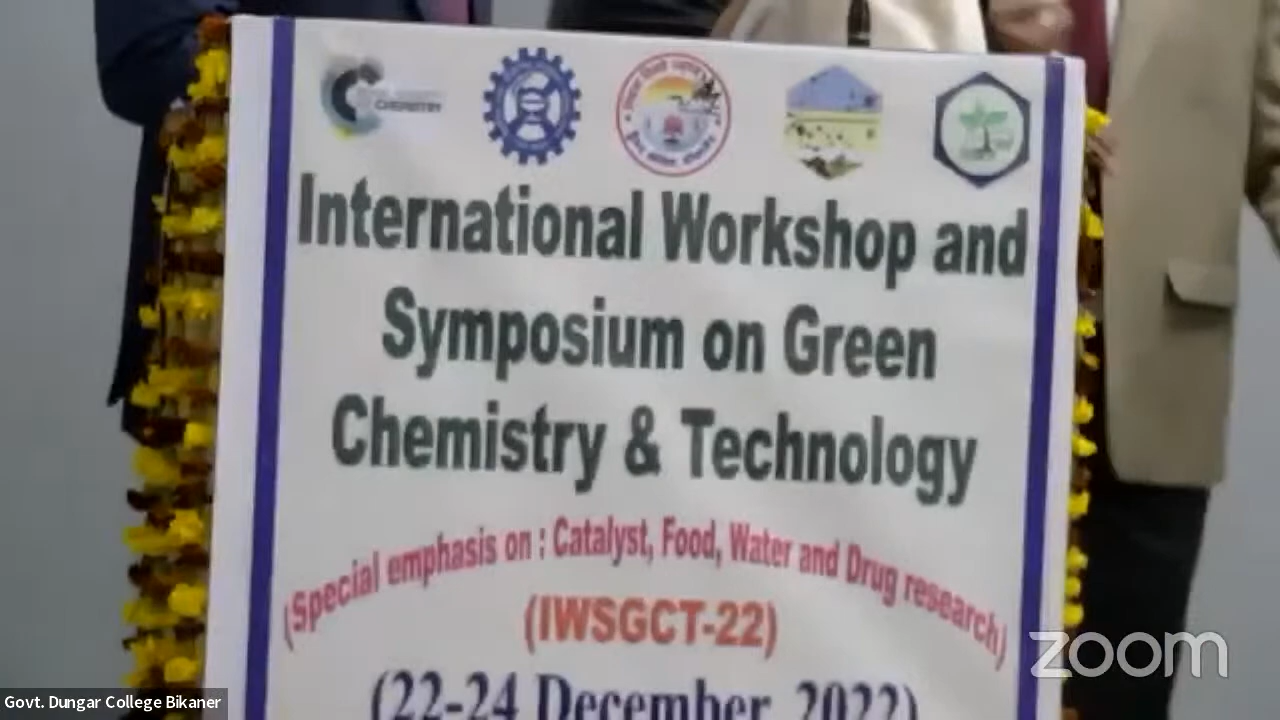 CHEMISTRY
International Workshop and
Symposium on Green
Chemistry & Technology
(Special emphasis on : Catalyst, Food, Water and Drug research)
(IWSGCT-22)
(22-24 December, 2022)
zoom
Govt. Dungar College Bikaner